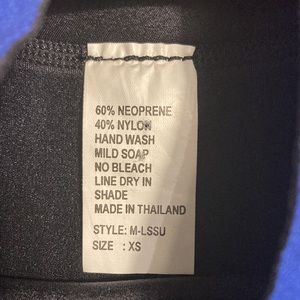 60% NEOPRENE
40% NYLON
HAND WASH
MILD SOAP
NO BLEACH
LINE DRY IN
SHADE
MADE IN THAILAND
STYLE: M-LSSU
SIZE : XS